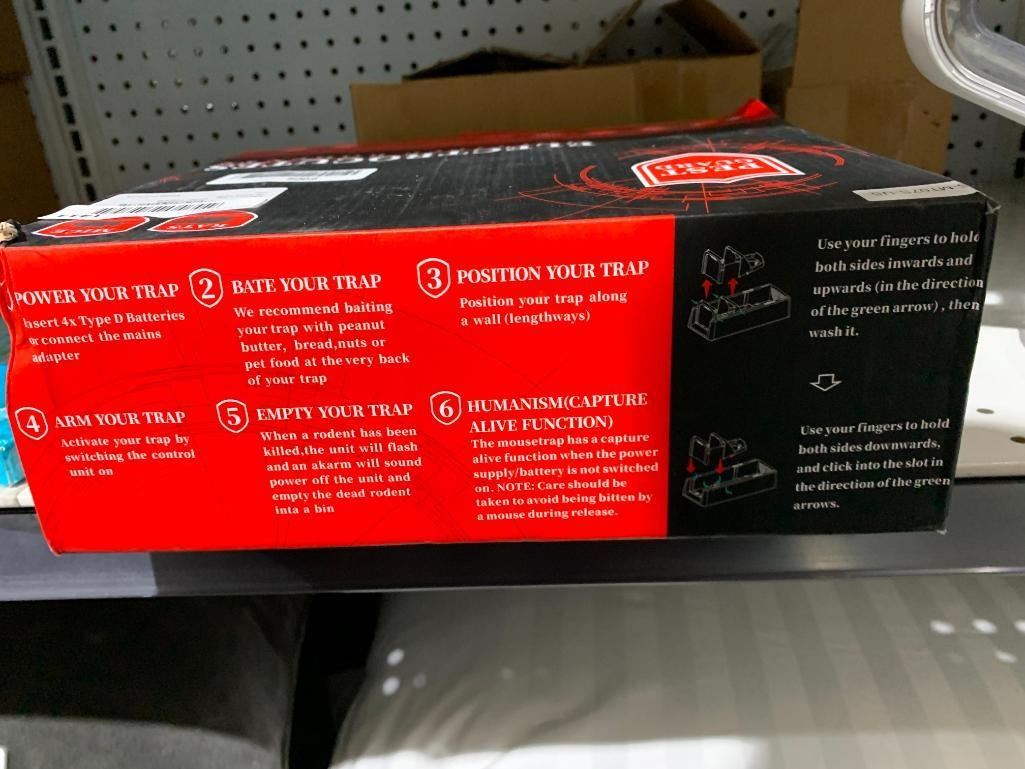 PEST
GUARD
RATS
MICE
POWER YOUR TRAP
Insert 4x Type D Batteries
or connect the mains
adapter
2 BATE YOUR TRAP
We recommend baiting
your trap with peanut
butter, bread,nuts or
pet food at the very back
of your trap
3 POSITION YOUR TRAP
Position your trap along
a wall (lengthways)
4 ARM YOUR TRAP
Activate your trap by
switching the control
unit on
5 EMPTY YOUR TRAP
When a rodent has been
killed,the unit will flash
and an akarm will sound
power off the unit and
empty the dead rodent
inta a bin
6 HUMANISM(CAPTURE
ALIVE FUNCTION)
The mousetrap has a capture
alive function when the power
supply/battery is not switched
on. NOTE: Care should be
taken to avoid being bitten by
a mouse during release.
Use your fingers to hold
both sides inwards and
upwards (in the direction
of the green arrow) , then
wash it.
Use your fingers to hold
both sides downwards,
and click into the slot in
the direction of the green
arrows.